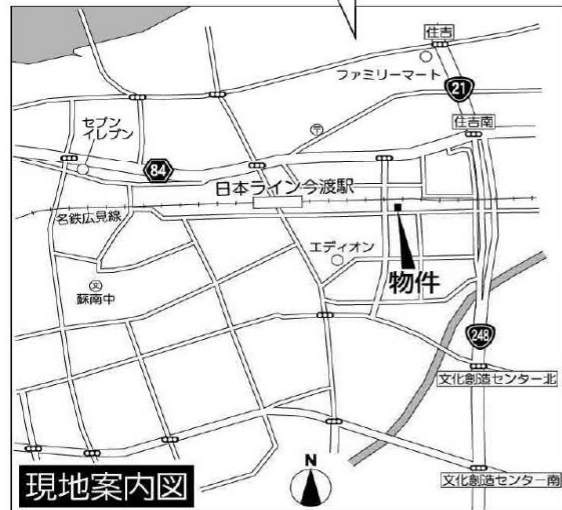 住吉
ファミリーマート
21
セブン
イレブン
〒
住吉南
84
日本ライン今渡駅
名鉄広見線
エディオン
物件
文
蘇南中
248
文化創造センター北
N
現地案内図
文化創造センター南